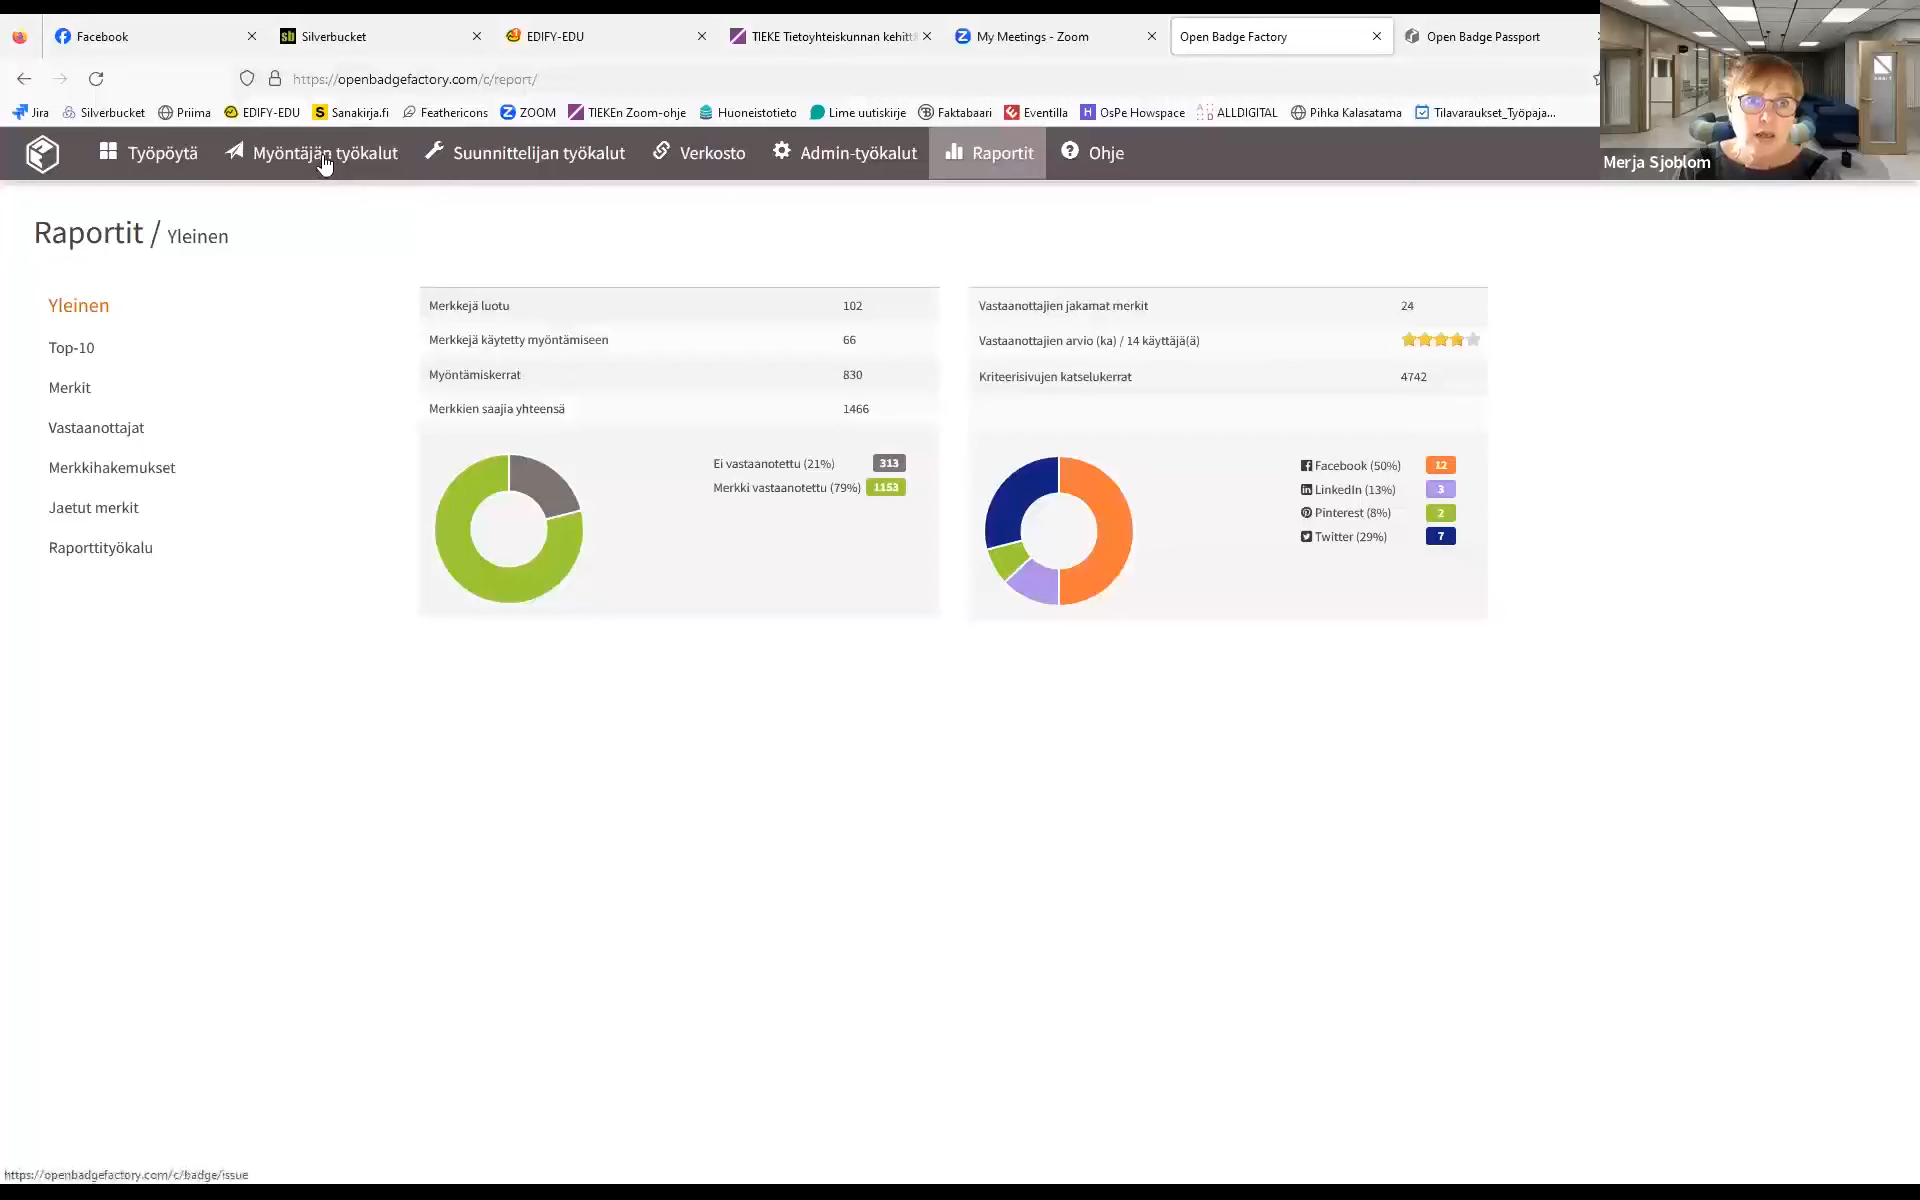 Facebook
Silverbucket
EDIFY-EDU
TIEKE Tietoyhteiskunnan kehitt
My Meetings - Zoom
Open Badge Factory
Open Badge Passport
https://openbadgefactory.com/c/report/
Jira
Silverbucket
Priima
EDIFY-EDU
Sanakirja.fi
Feathericons
ZOOM
TIEKEn Zoom-ohje
Huoneistotieto
Lime uutiskirje
Faktabaari
Eventilla
OsPe Howspace
ALLDIGITAL
Pihka Kalasatama
Tilavaraukset_Työpaja...
Merja Sjoblom
Työpöytä
Myöntäjän työkalut
Suunnittelijan työkalut
Verkosto
Admin-työkalut
Raportit
Ohje
Raportit / Yleinen
Yleinen
Top-10
Merkit
Vastaanottajat
Merkkihakemukset
Jaetut merkit
Raporttityökalu
Merkkejä luotu 102
Merkkejä käytetty myöntämiseen 66
Myöntämiskerrat 830
Merkkien saajia yhteensä 1466
Ei vastaanotettu (21%) 313
Merkki vastaanotettu (79%) 1153
Vastaanottajien jakamat merkit 24
Vastaanottajien arvio (ka) / 14 käyttäjä(ä)
Kriteerisivujen katselukerrat 4742
Facebook (50%) 12
LinkedIn (13%) 3
Pinterest (8%) 2
Twitter (29%) 7
https://openbadgefactory.com/c/badge/issue